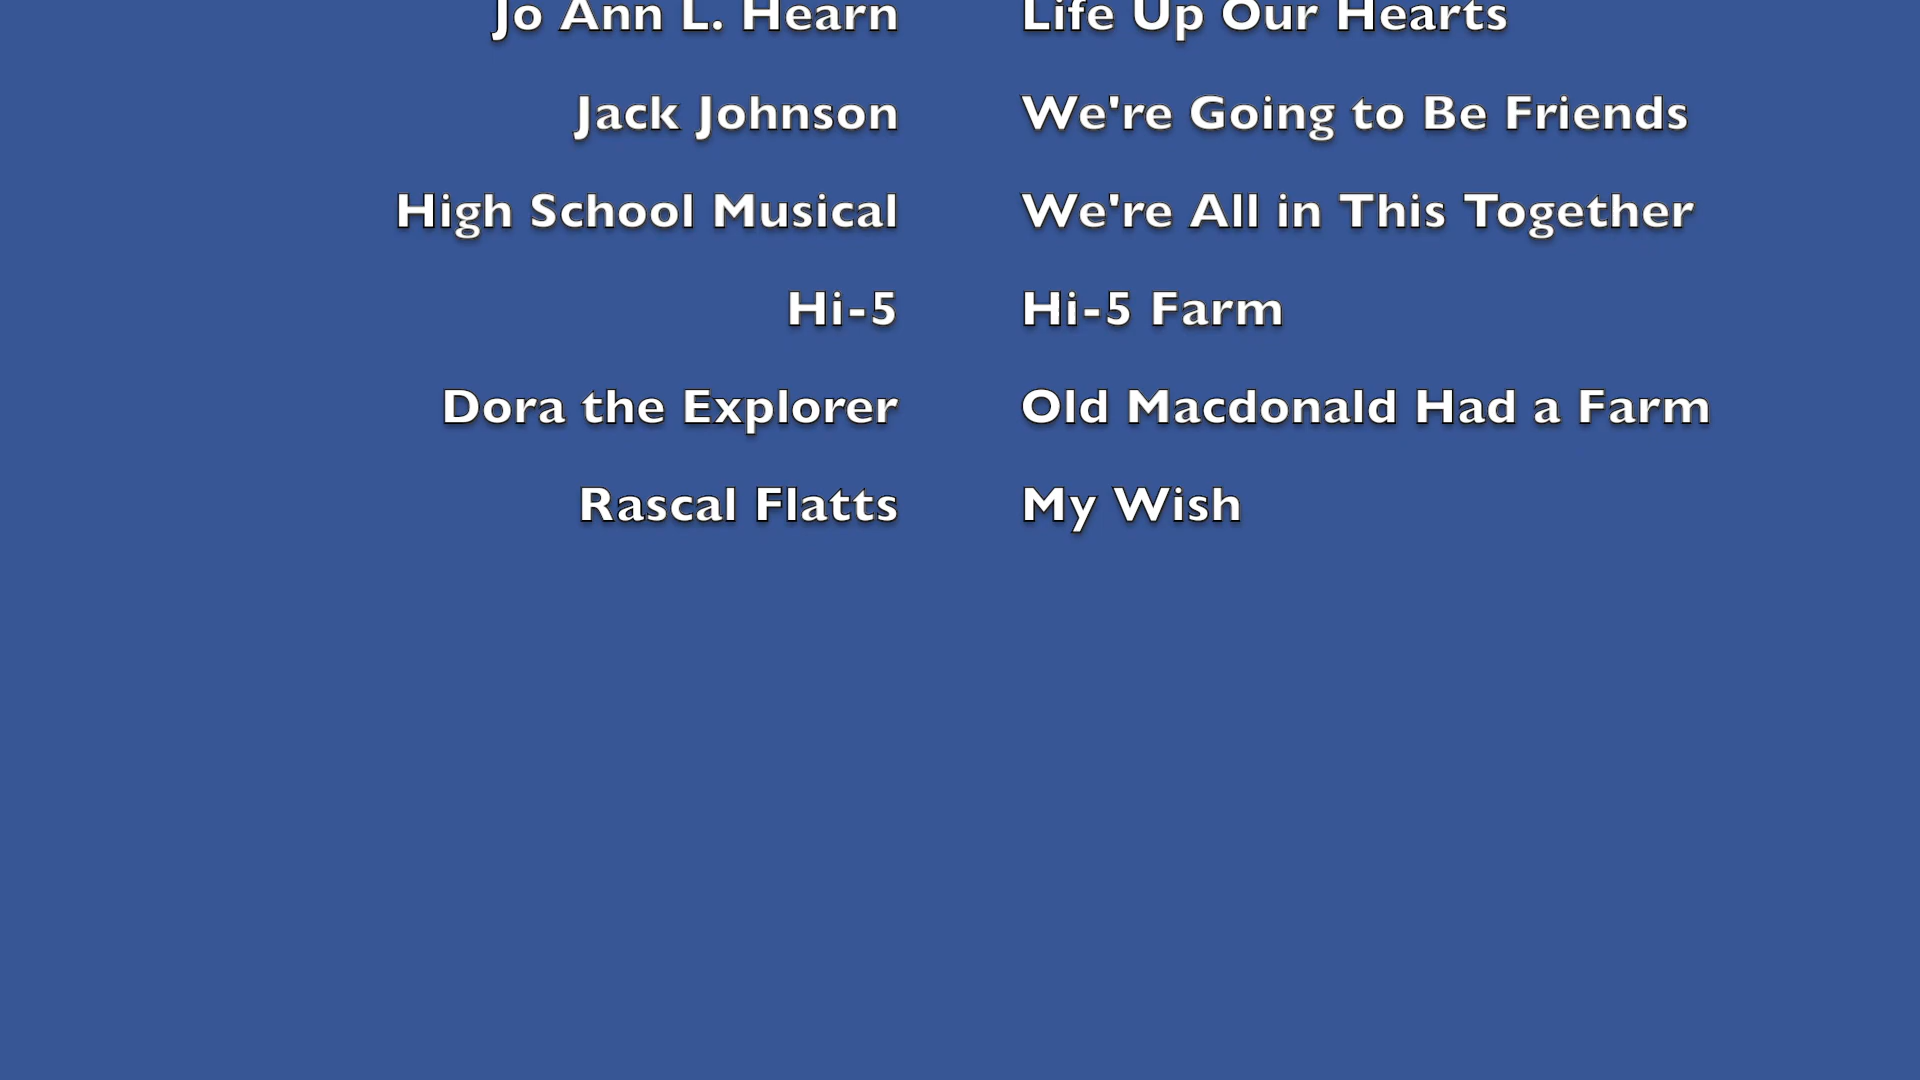 Jo Ann L. Hearn Life Up Our Hearts
Jack Johnson We're Going to Be Friends
High School Musical We're All in This Together
Hi-5 Hi-5 Farm
Dora the Explorer Old Macdonald Had a Farm
Rascal Flatts My Wish